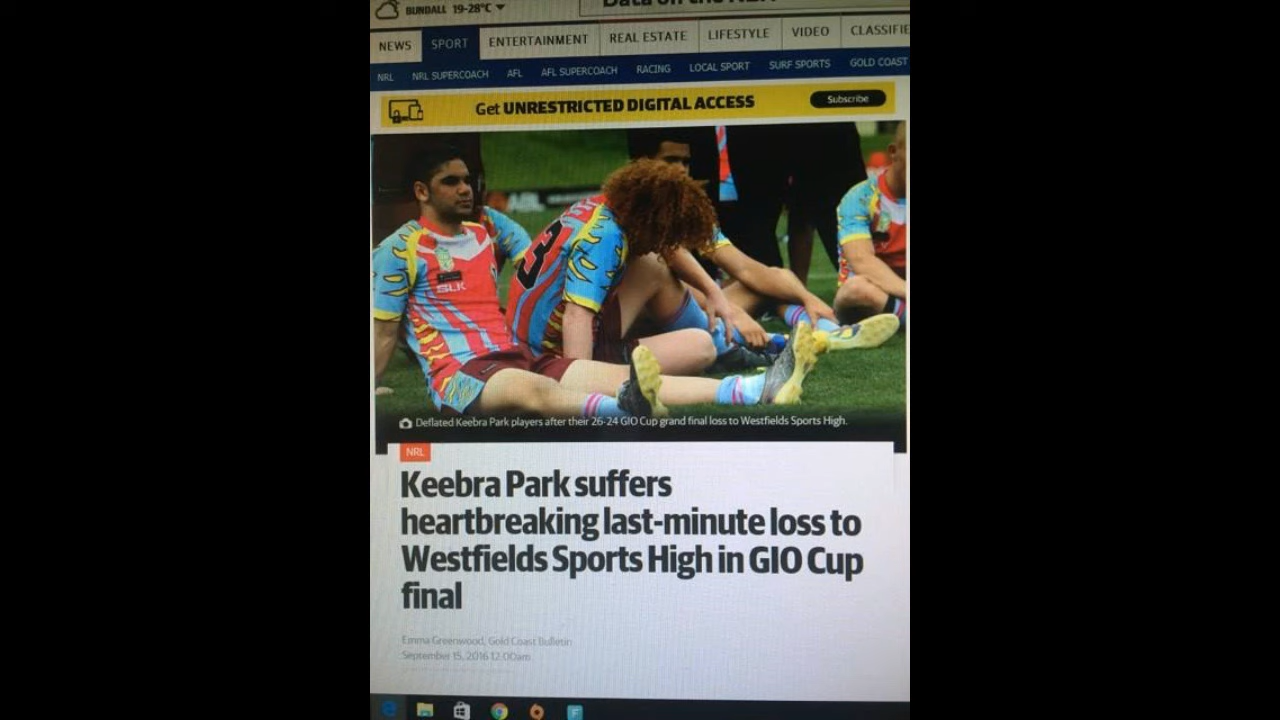 BUNDALL 19-28°C
NEWS SPORT ENTERTAINMENT REAL ESTATE LIFESTYLE VIDEO CLASSIFIE
NRL NRL SUPERCOACH AFL AFL SUPERCOACH RACING LOCAL SPORT SURF SPORTS GOLD COAST
Get UNRESTRICTED DIGITAL ACCESS Subscribe
3
SLK
Deflated Keebra Park players after their 26-24 GIO Cup grand final loss to Westfields Sports High.
NRL
Keebra Park suffers
heartbreaking last-minute loss to
Westfields Sports High in GIO Cup
final
Emma Greenwood, Gold Coast Bulletin
September 15, 2016 12:00am